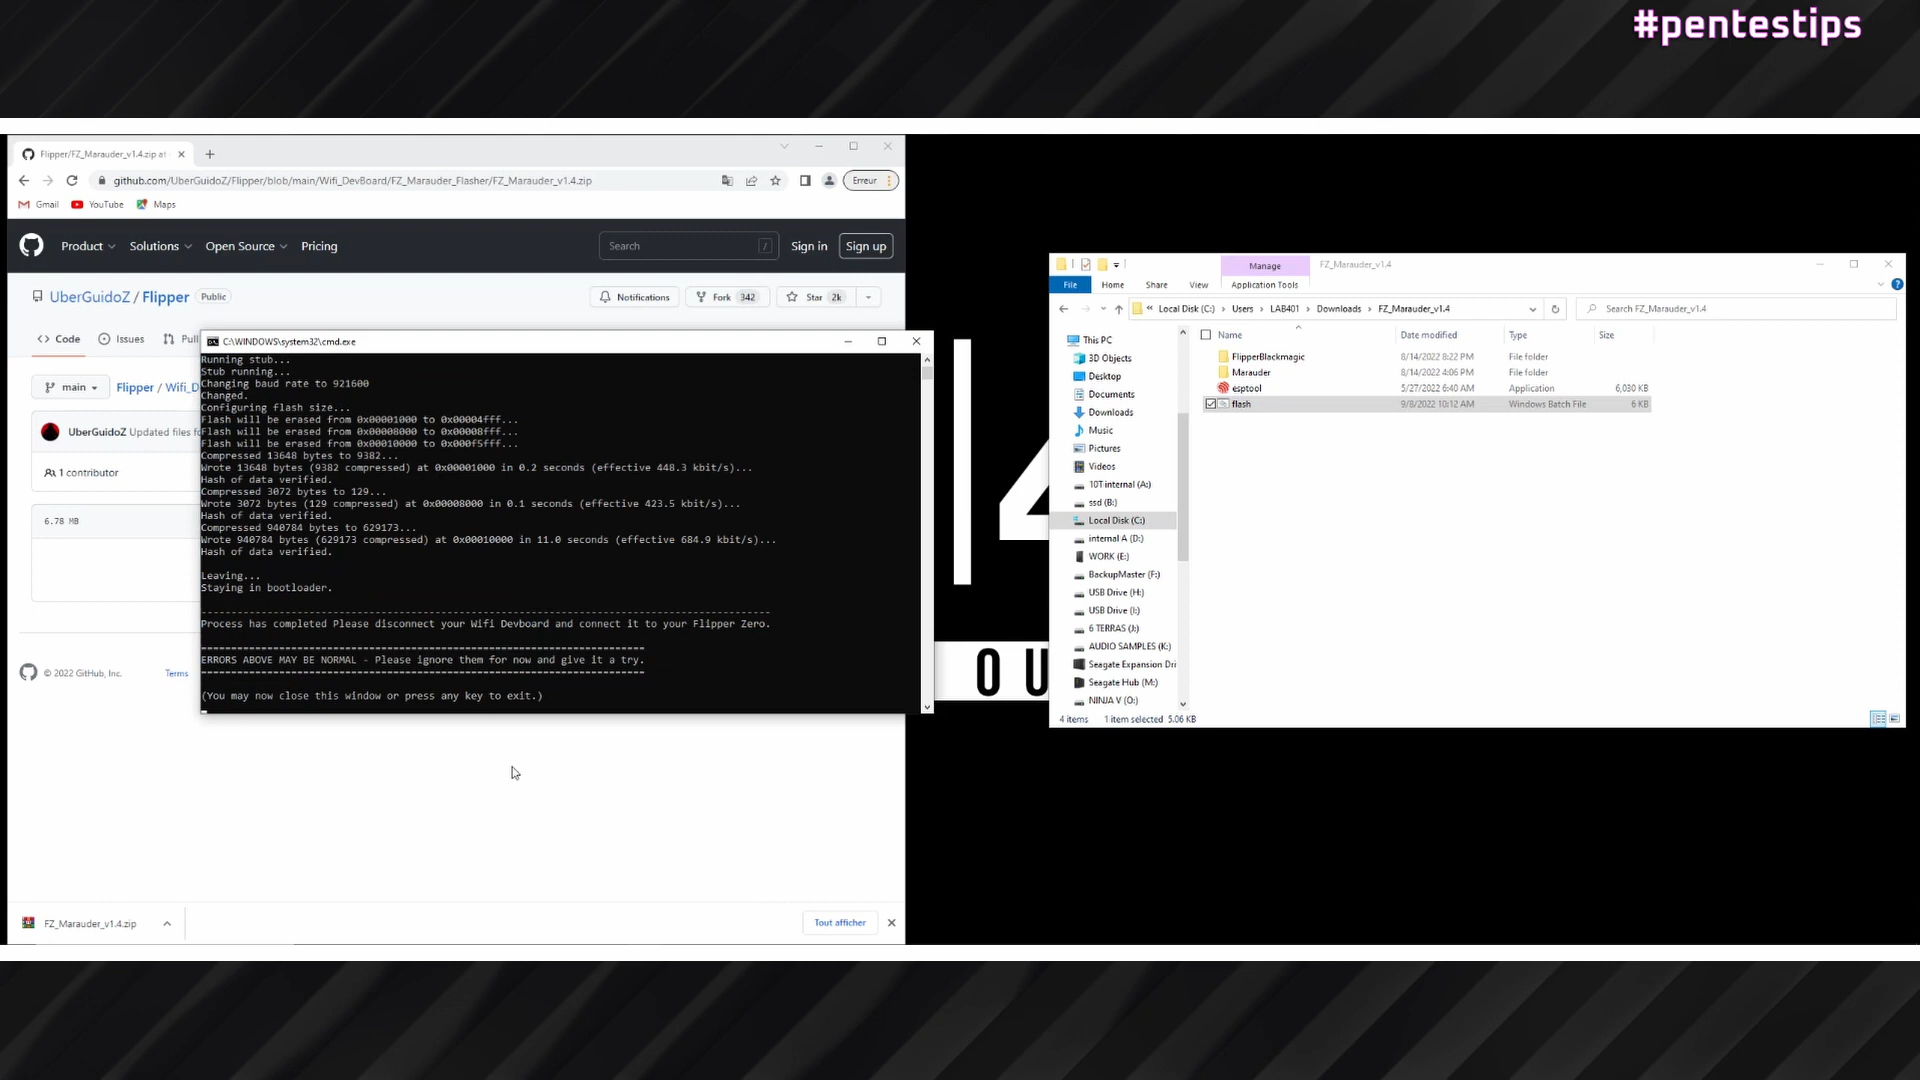 #pentestips
Flipper/FZ_Marauder_v1.4.zip at
github.com/UberGuidoZ/Flipper/blob/main/Wifi_DevBoard/FZ_Marauder_Flasher/FZ_Marauder_v1.4.zip
Erreur
Gmail
YouTube
Maps
Product
Solutions
Open Source
Pricing
Search
/
Sign in
Sign up
UberGuidoZ / Flipper
Public
Notifications
Fork 342
Star 2k
Code
Issues
Pull
main
Flipper / Wifi_D
UberGuidoZ Updated files fo
1 contributor
6.78 MB
© 2022 GitHub, Inc.
Terms
FZ_Marauder_v1.4.zip
Tout afficher
C:\WINDOWS\system32\cmd.exe
Running stub...
Stub running...
Changing baud rate to 921600
Changed.
Configuring flash size...
Flash will be erased from 0x00001000 to 0x00004fff...
Flash will be erased from 0x00008000 to 0x00008fff...
Flash will be erased from 0x00010000 to 0x000f5fff...
Compressed 13648 bytes to 9382...
Wrote 13648 bytes (9382 compressed) at 0x00001000 in 0.2 seconds (effective 448.3 kbit/s)...
Hash of data verified.
Compressed 3072 bytes to 129...
Wrote 3072 bytes (129 compressed) at 0x00008000 in 0.1 seconds (effective 423.5 kbit/s)...
Hash of data verified.
Compressed 940784 bytes to 629173...
Wrote 940784 bytes (629173 compressed) at 0x00010000 in 11.0 seconds (effective 684.9 kbit/s)...
Hash of data verified.
Leaving...
Staying in bootloader.
--------------------------------------------------------------------------------
Process has completed Please disconnect your Wifi Devboard and connect it to your Flipper Zero.
===========================================================================
ERRORS ABOVE MAY BE NORMAL - Please ignore them for now and give it a try.
===========================================================================
(You may now close this window or press any key to exit.)
4
OU
Manage
FZ_Marauder_v1.4
File
Home
Share
View
Application Tools
« Local Disk (C:) > Users > LAB401 > Downloads > FZ_Marauder_v1.4
Search FZ_Marauder_v1.4
This PC
3D Objects
Desktop
Documents
Downloads
Music
Pictures
Videos
10T internal (A:)
ssd (B:)
Local Disk (C:)
internal A (D:)
WORK (E:)
BackupMaster (F:)
USB Drive (H:)
USB Drive (I:)
6 TERRAS (J:)
AUDIO SAMPLES (K:)
Seagate Expansion Dri
Seagate Hub (M:)
NINJA V (O:)
Name Date modified Type Size
FlipperBlackmagic 8/14/2022 8:22 PM File folder
Marauder 8/14/2022 4:06 PM File folder
esptool 5/27/2022 6:40 AM Application 6,030 KB
flash 9/8/2022 10:12 AM Windows Batch File 6 KB
4 items 1 item selected 5.06 KB